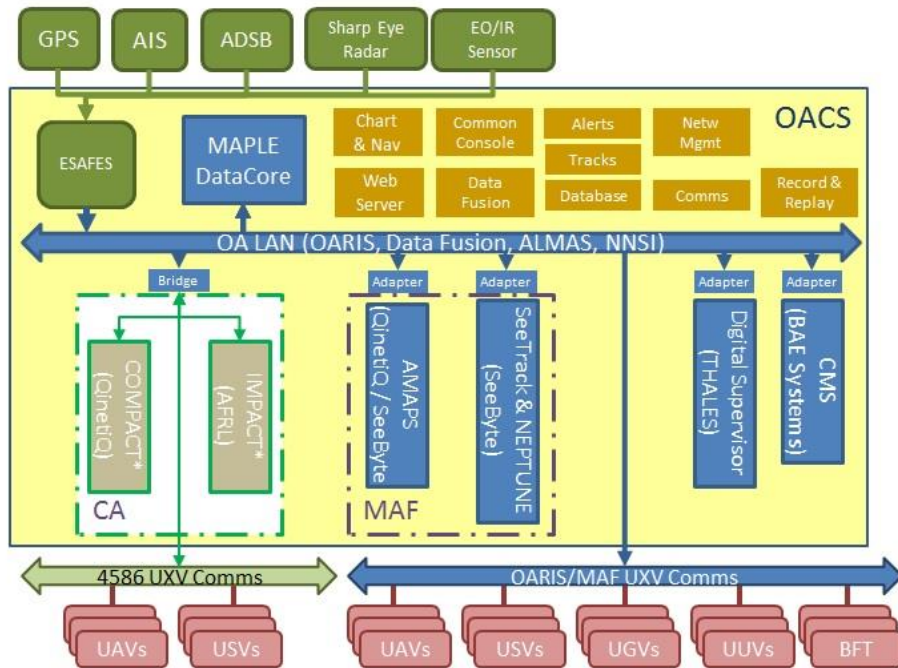 GPS
AIS
ADSB
Sharp Eye
Radar
EO/IR
Sensor
OACS
ESAFES
MAPLE
DataCore
Chart
& Nav
Common
Console
Alerts
Netw
Mgmt
Tracks
Web
Server
Data
Fusion
Database
Comms
Record &
Replay
OA LAN (OARIS, Data Fusion, ALMAS, NNSI)
Bridge
Adapter
Adapter
Adapter
Adapter
COMPACT*
(QinetiQ)
IMPACT*
(AFRL)
CA
AMAPS
(QinetiQ / SeeByte
SeeTrack & NEPTUNE
(SeeByte)
MAF
Digital Supervisor
(THALES)
CMS
(BAE Systems)
4586 UXV Comms
OARIS/MAF UXV Comms
UAVs
USVs
UAVs
USVs
UGVs
UUVs
BFT